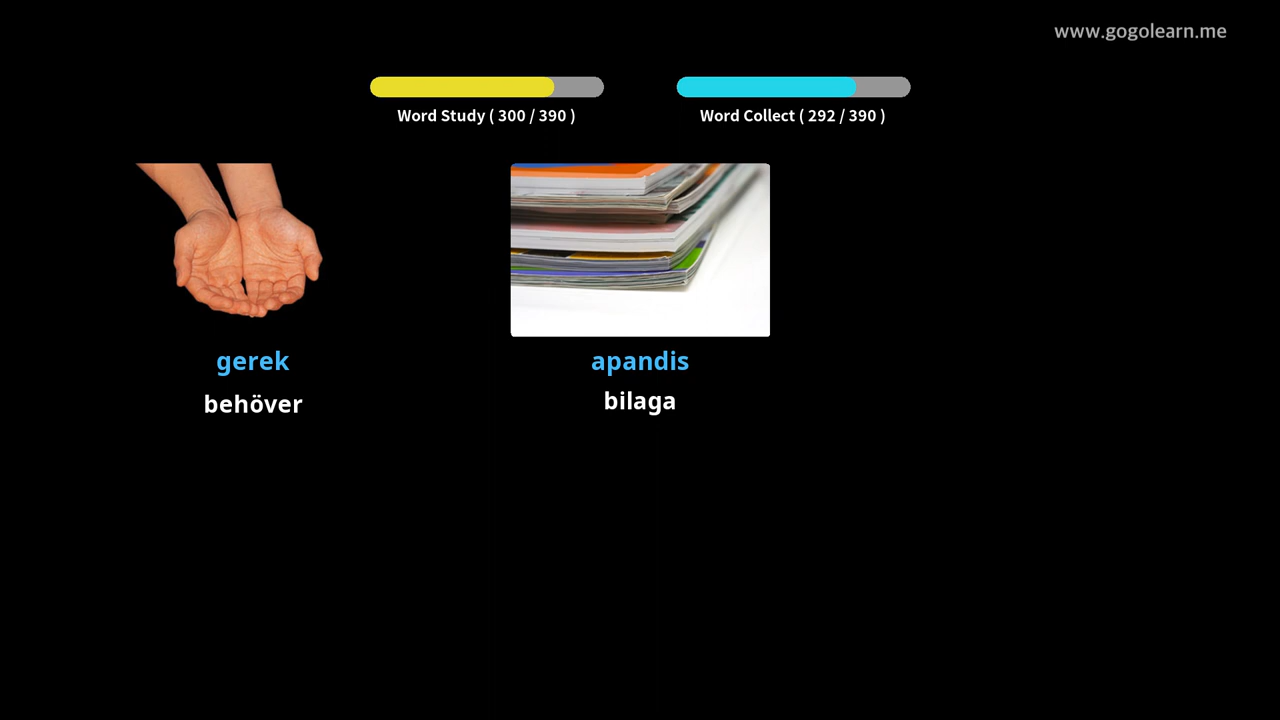 www.gogolearn.me
Word Study ( 300 / 390 )
Word Collect ( 292 / 390 )
gerek
behöver
apandis
bilaga